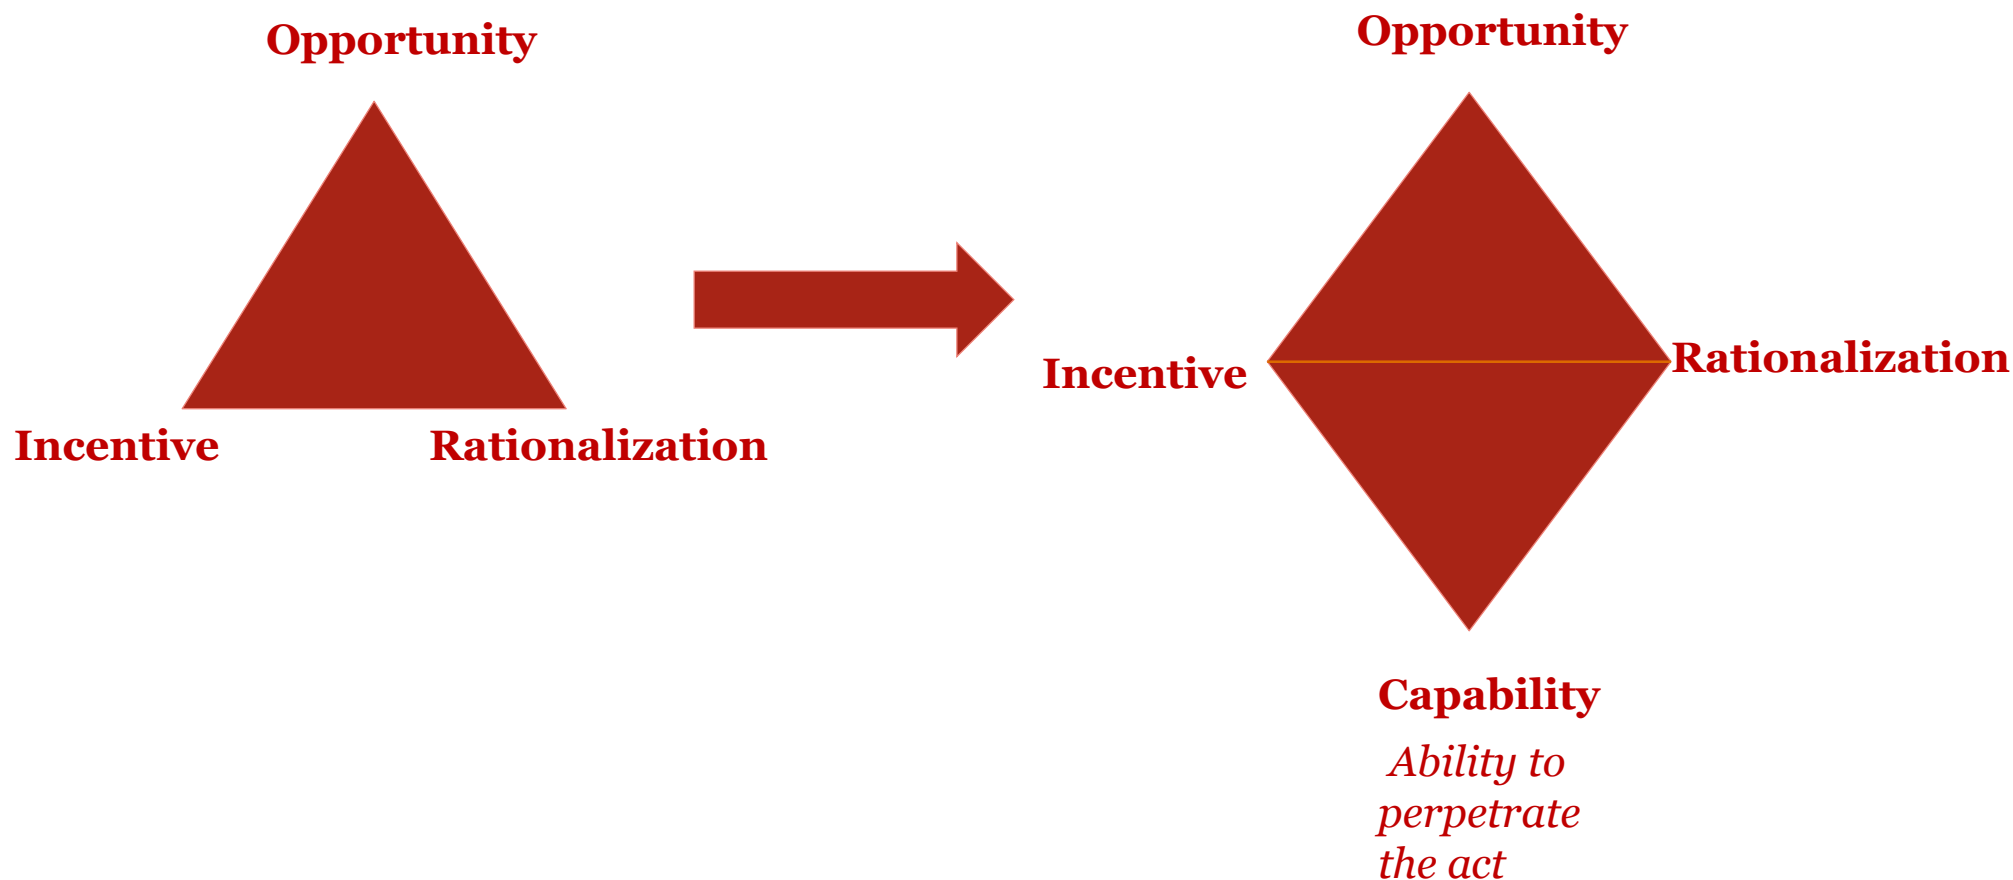 Opportunity
Incentive
Rationalization
Opportunity
Incentive
Rationalization
Capability
Ability to
perpetrate
the act